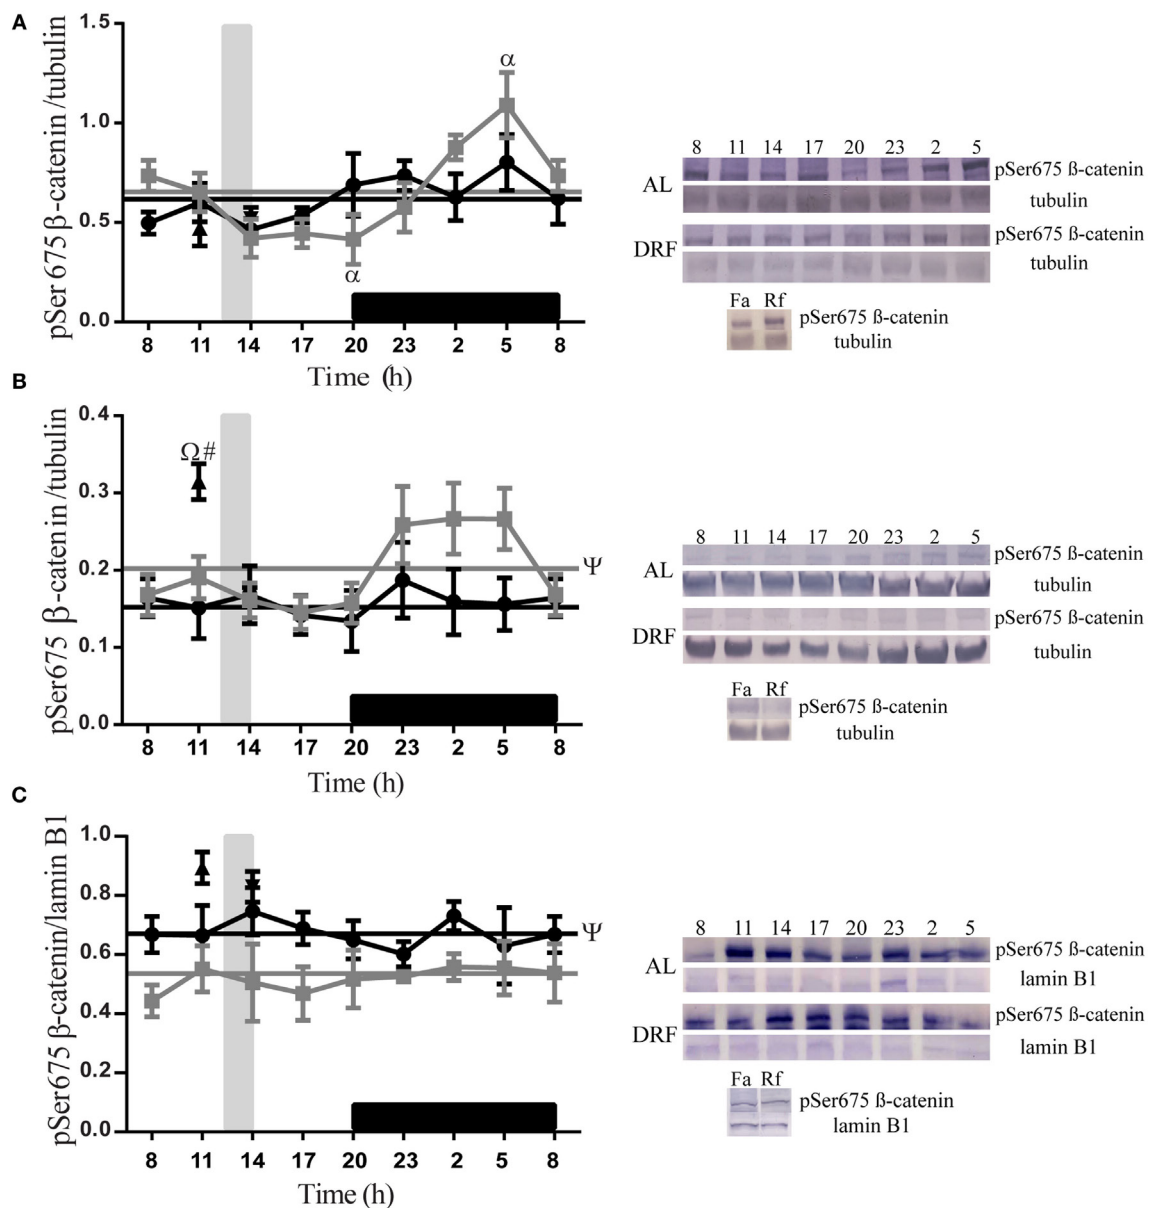 A
pSer 675 β-catenin /tubulin
1.5
1.0
0.5
0.0
α
α
8 11 14 17 20 23 2 5 8
Time (h)
8 11 14 17 20 23 2 5
AL
pSer675 ß-catenin
tubulin
DRF
pSer675 ß-catenin
tubulin
Fa Rf
pSer675 ß-catenin
tubulin
B
pSer675 β-catenin /tubulin
0.4
0.3
0.2
0.1
0.0
Ω #
Ψ
8 11 14 17 20 23 2 5 8
Time (h)
8 11 14 17 20 23 2 5
AL
pSer675 ß-catenin
tubulin
DRF
pSer675 ß-catenin
tubulin
Fa Rf
pSer675 ß-catenin
tubulin
C
pSer675 β-catenin/lamin B1
1.0
0.8
0.6
0.4
0.2
0.0
Ψ
8 11 14 17 20 23 2 5 8
Time (h)
8 11 14 17 20 23 2 5
AL
pSer675 ß-catenin
lamin B1
DRF
pSer675 ß-catenin
lamin B1
Fa Rf
pSer675 ß-catenin
lamin B1